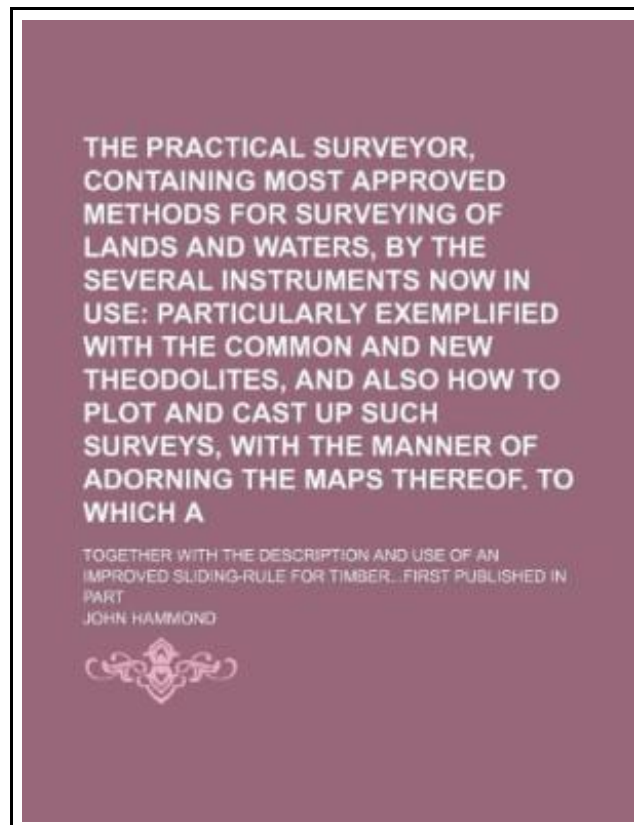 THE PRACTICAL SURVEYOR,
CONTAINING MOST APPROVED
METHODS FOR SURVEYING OF
LANDS AND WATERS, BY THE
SEVERAL INSTRUMENTS NOW IN
USE: PARTICULARLY EXEMPLIFIED
WITH THE COMMON AND NEW
THEODOLITES, AND ALSO HOW TO
PLOT AND CAST UP SUCH
SURVEYS, WITH THE MANNER OF
ADORNING THE MAPS THEREOF. TO
WHICH A
TOGETHER WITH THE DESCRIPTION AND USE OF AN
IMPROVED SLIDING-RULE FOR TIMBER...FIRST PUBLISHED IN
PART
JOHN HAMMOND